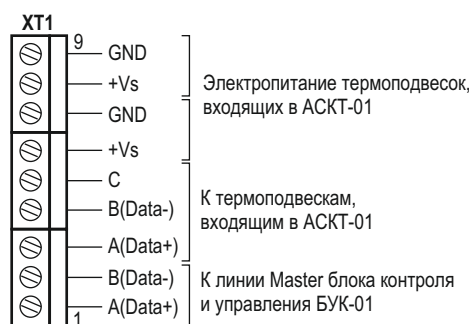 XT1
9
GND
+Vs
GND
+Vs
C
B(Data-)
A(Data+)
B(Data-)
A(Data+)
1
Электропитание термоподвесок,
входящих в АСКТ-01
К термоподвескам,
входящим в АСКТ-01
К линии Master блока контроля
и управления БУК-01